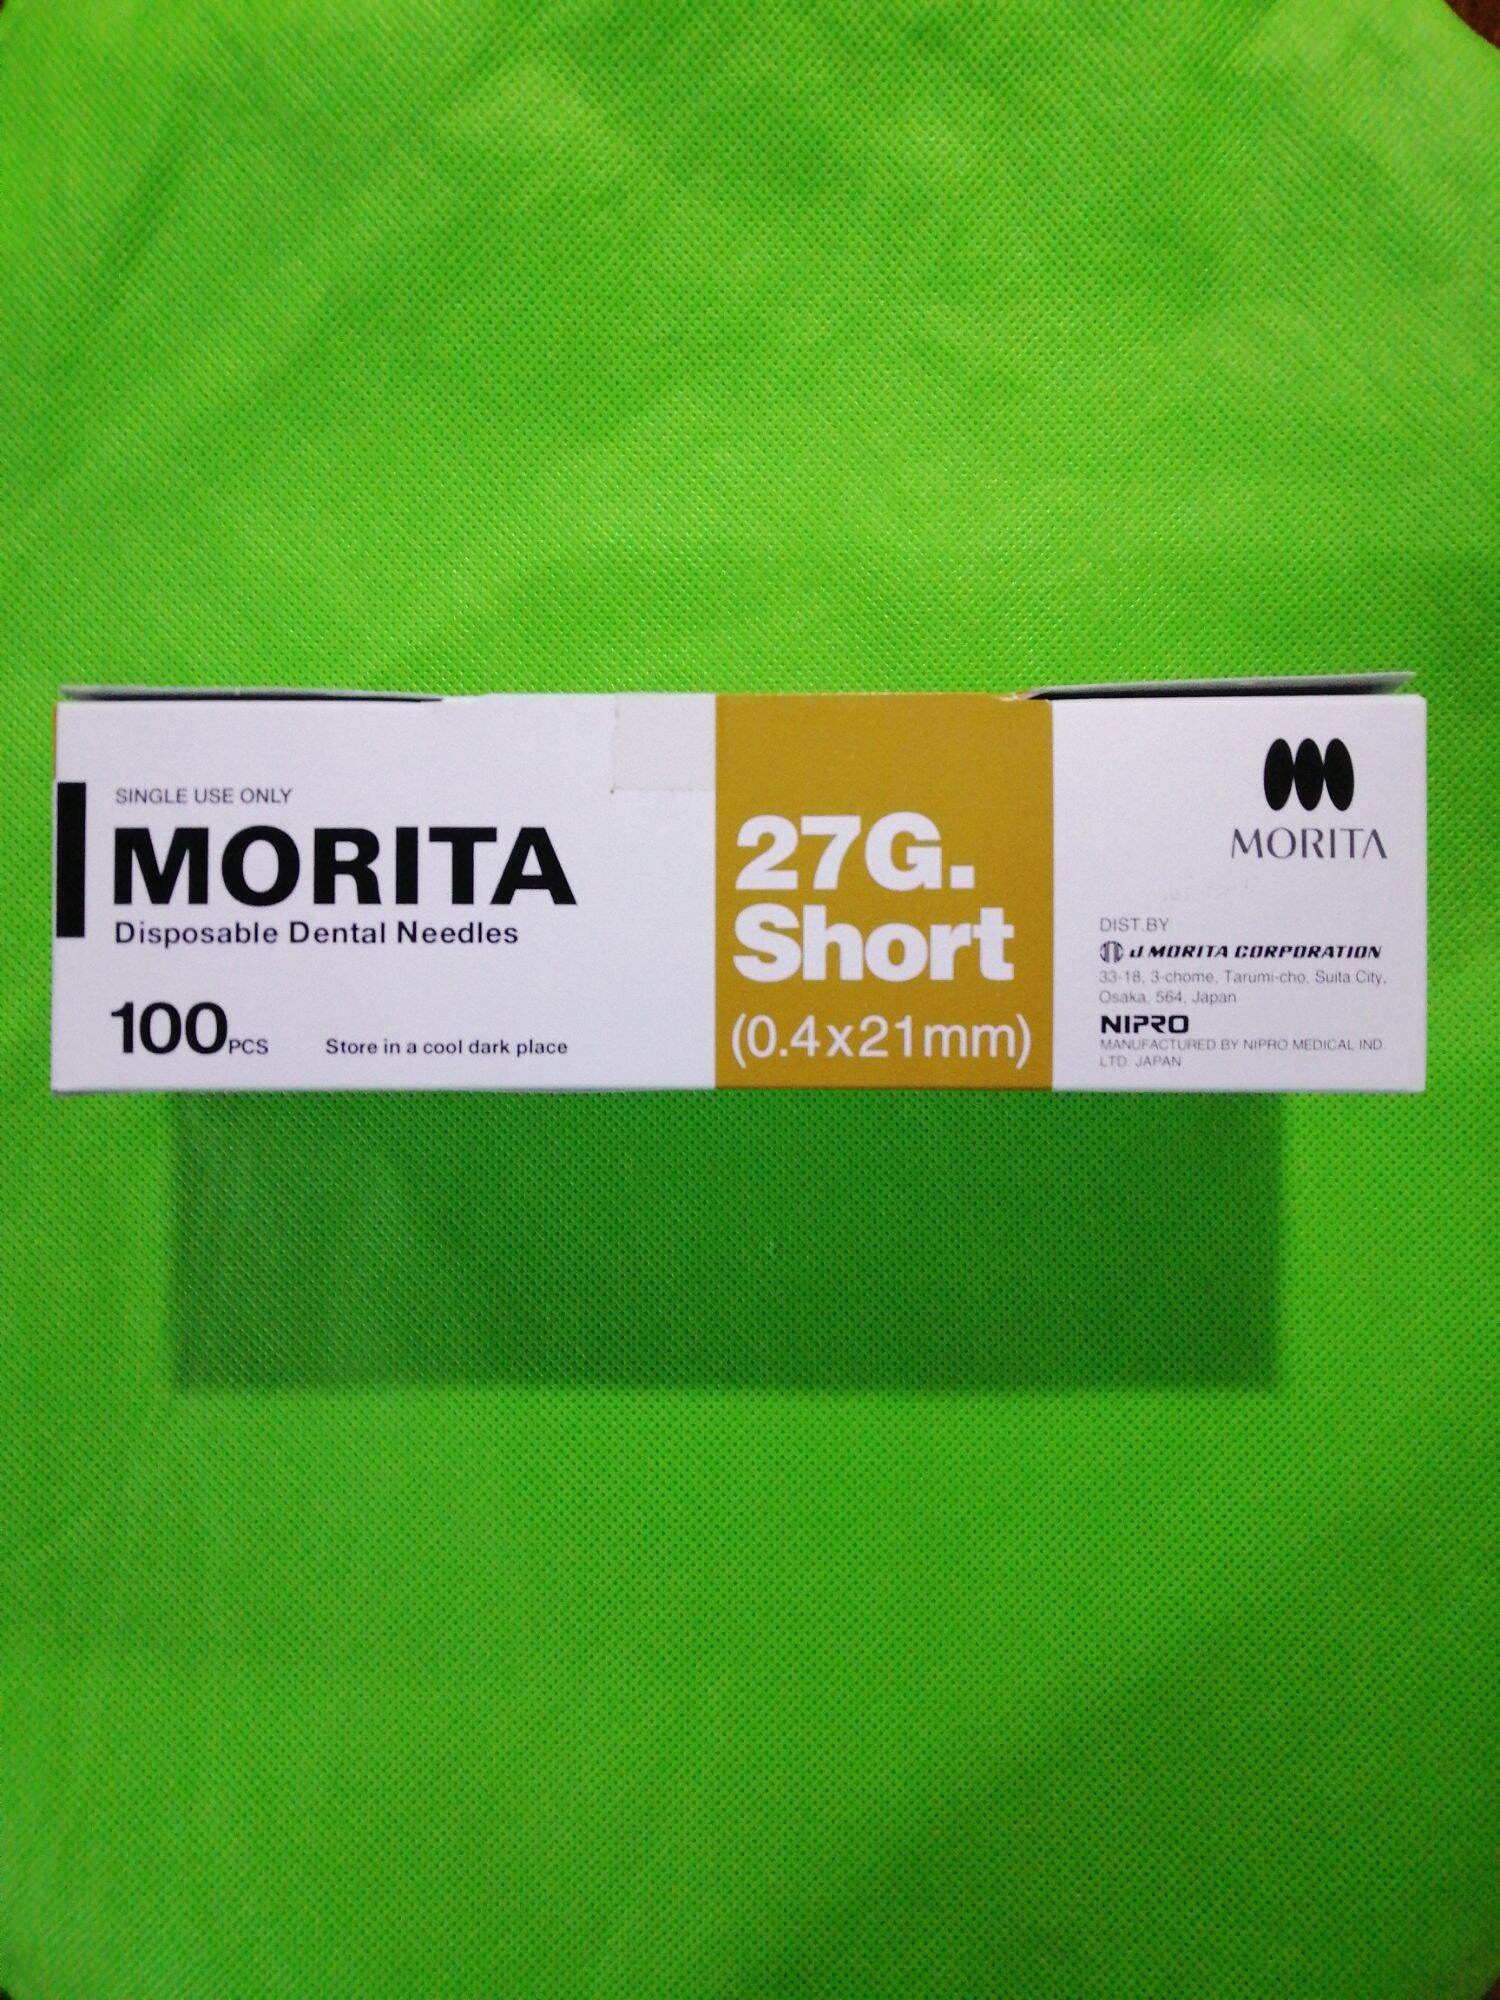 SINGLE USE ONLY
MORITA
Disposable Dental Needles
100PCS Store in a cool dark place
27G.
Short
(0.4x21mm)
MORITA
DIST.BY
J.MORITA CORPORATION
33-18, 3-chome, Tarumi-cho, Suita City,
Osaka, 564, Japan
NIPRO
MANUFACTURED BY NIPRO MEDICAL IND.
LTD. JAPAN